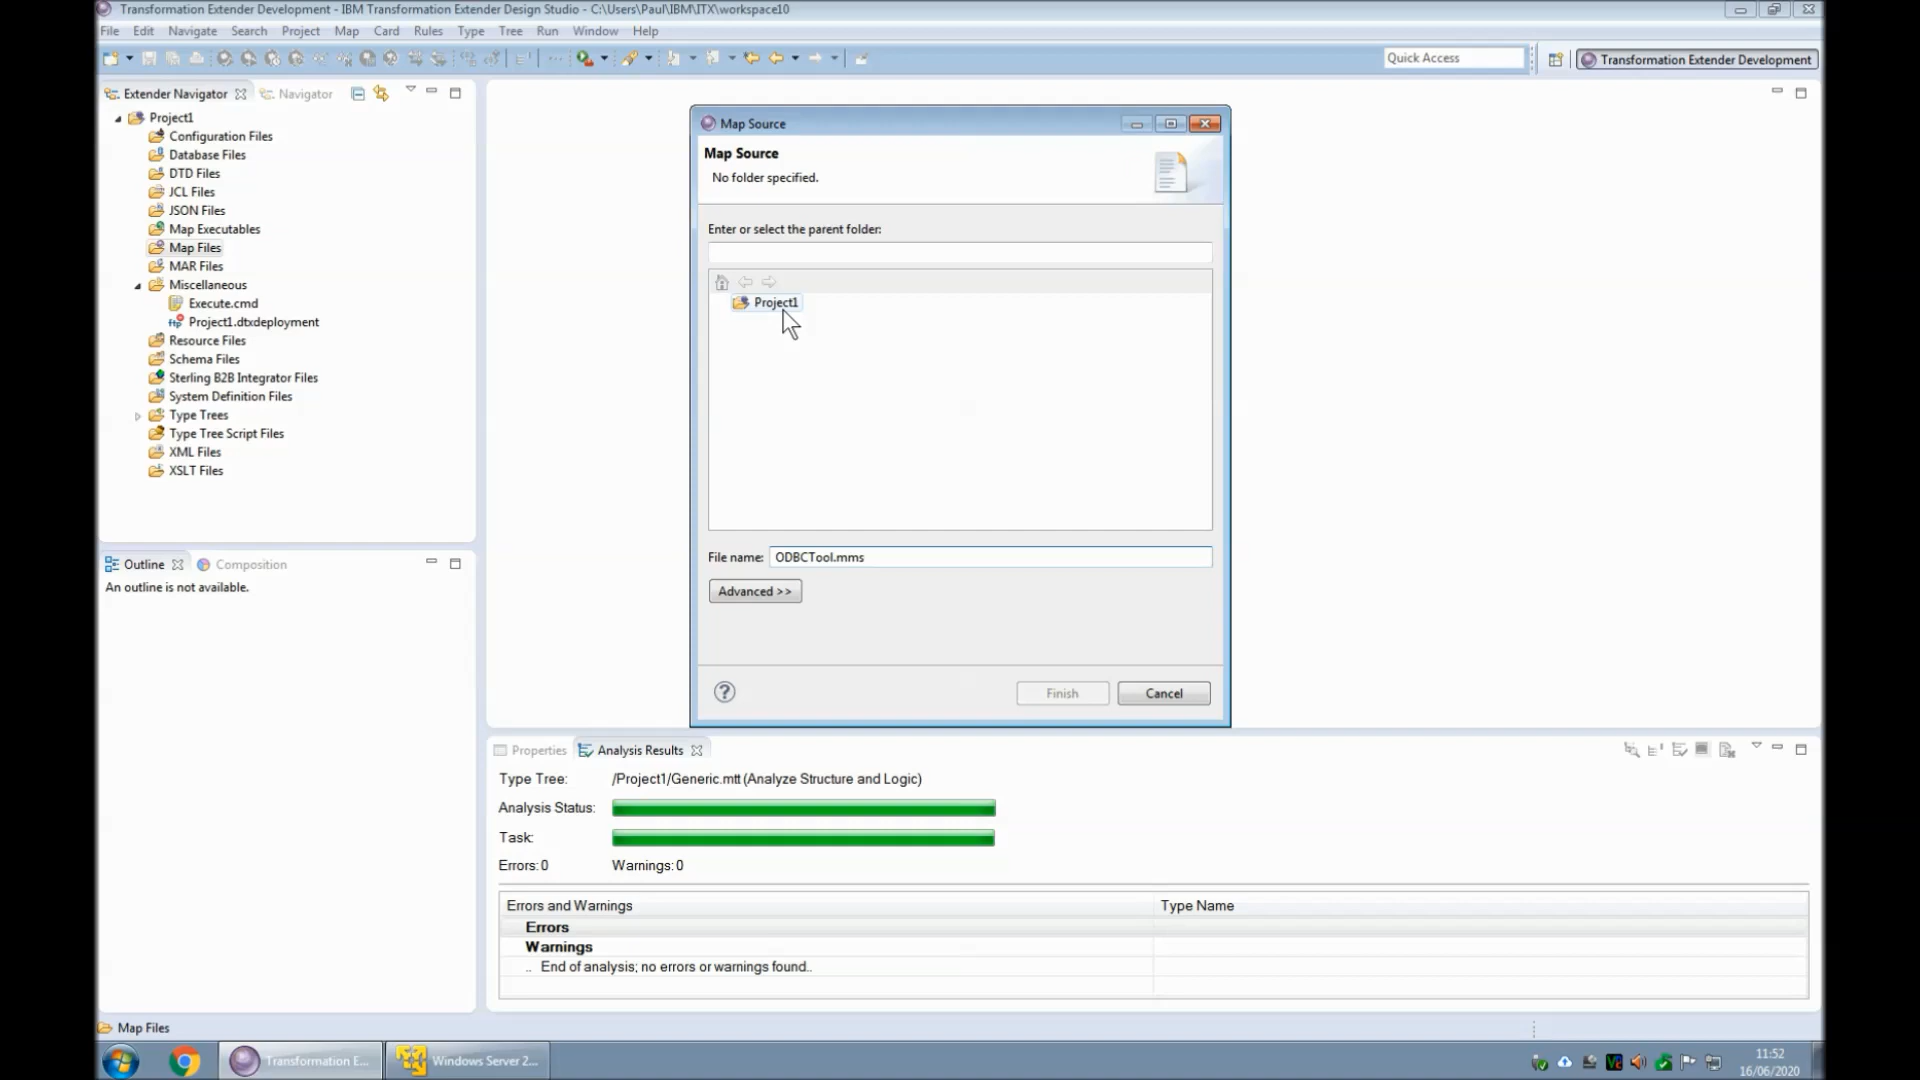 Transformation Extender Development - IBM Transformation Extender Design Studio - C:\Users\Paul\IBM\ITX\workspace10
File Edit Navigate Search Project Map Card Rules Type Tree Run Window Help
Quick Access
Transformation Extender Development
Extender Navigator
Navigator
Project1
Configuration Files
Database Files
DTD Files
JCL Files
JSON Files
Map Executables
Map Files
MAR Files
Miscellaneous
Execute.cmd
Project1.dtxdeployment
Resource Files
Schema Files
Sterling B2B Integrator Files
System Definition Files
Type Trees
Type Tree Script Files
XML Files
XSLT Files
Outline
Composition
An outline is not available.
Map Source
Map Source
No folder specified.
Enter or select the parent folder:
Project1
File name: ODBCTool.mms
Advanced >>
Finish
Cancel
Properties
Analysis Results
Type Tree: /Project1/Generic.mtt (Analyze Structure and Logic)
Analysis Status:
Task:
Errors: 0 Warnings: 0
Errors and Warnings
Type Name
Errors
Warnings
.. End of analysis; no errors or warnings found..
Map Files
Transformation E...
Windows Server 2...
11:52
16/06/2020